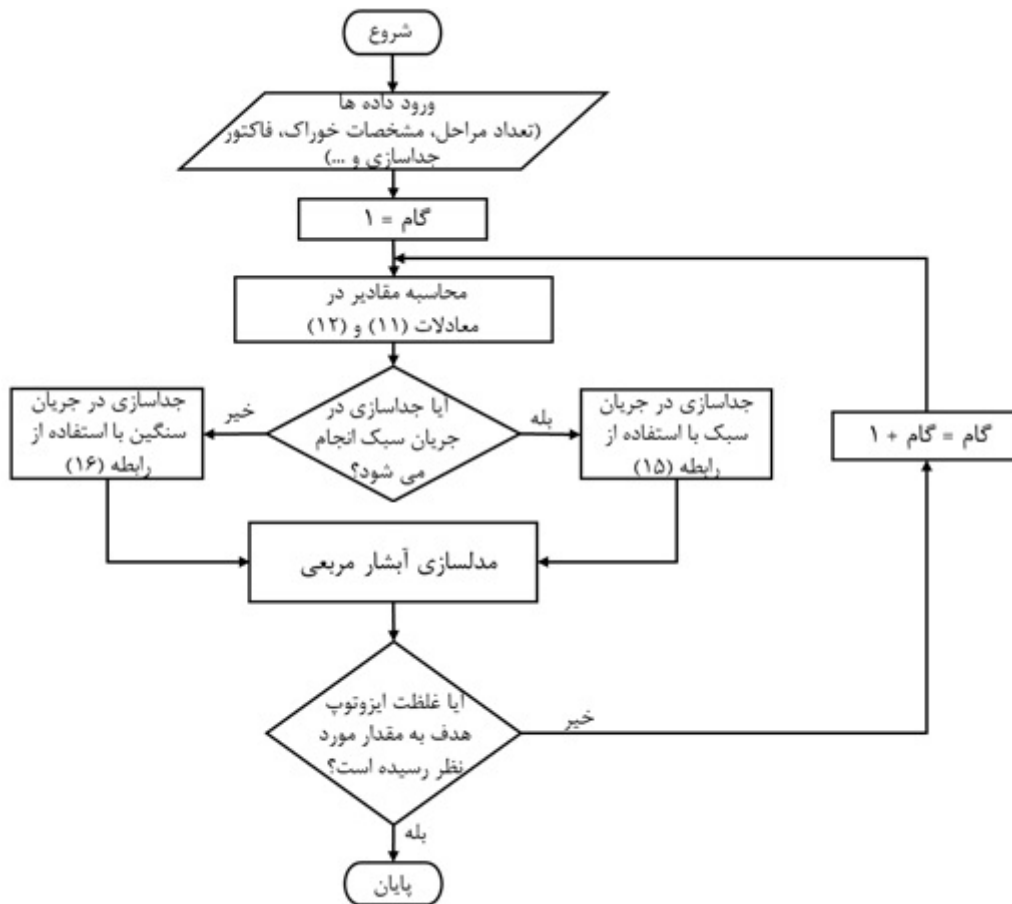 شروع
ورود داده ها
(تعداد مراحل، مشخصات خوراک، فاکتور
جداسازی و ...)
گام = ۱
محاسبه مقادیر در
معادلات (۱۱) و (۱۲)
ایا جداسازی در
جریان سبک انجام
می شود؟
بله
خیر
جداسازی در جریان
سبک با استفاده از
رابطه (۱۵)
جداسازی در جریان
سنگین با استفاده از
رابطه (۱۶)
گام = گام + ۱
مدلسازی آبشار مربعی
ایا غلظت ایزوتوپ
هدف به مقدار مورد
نظر رسیده است؟
خیر
بله
پایان